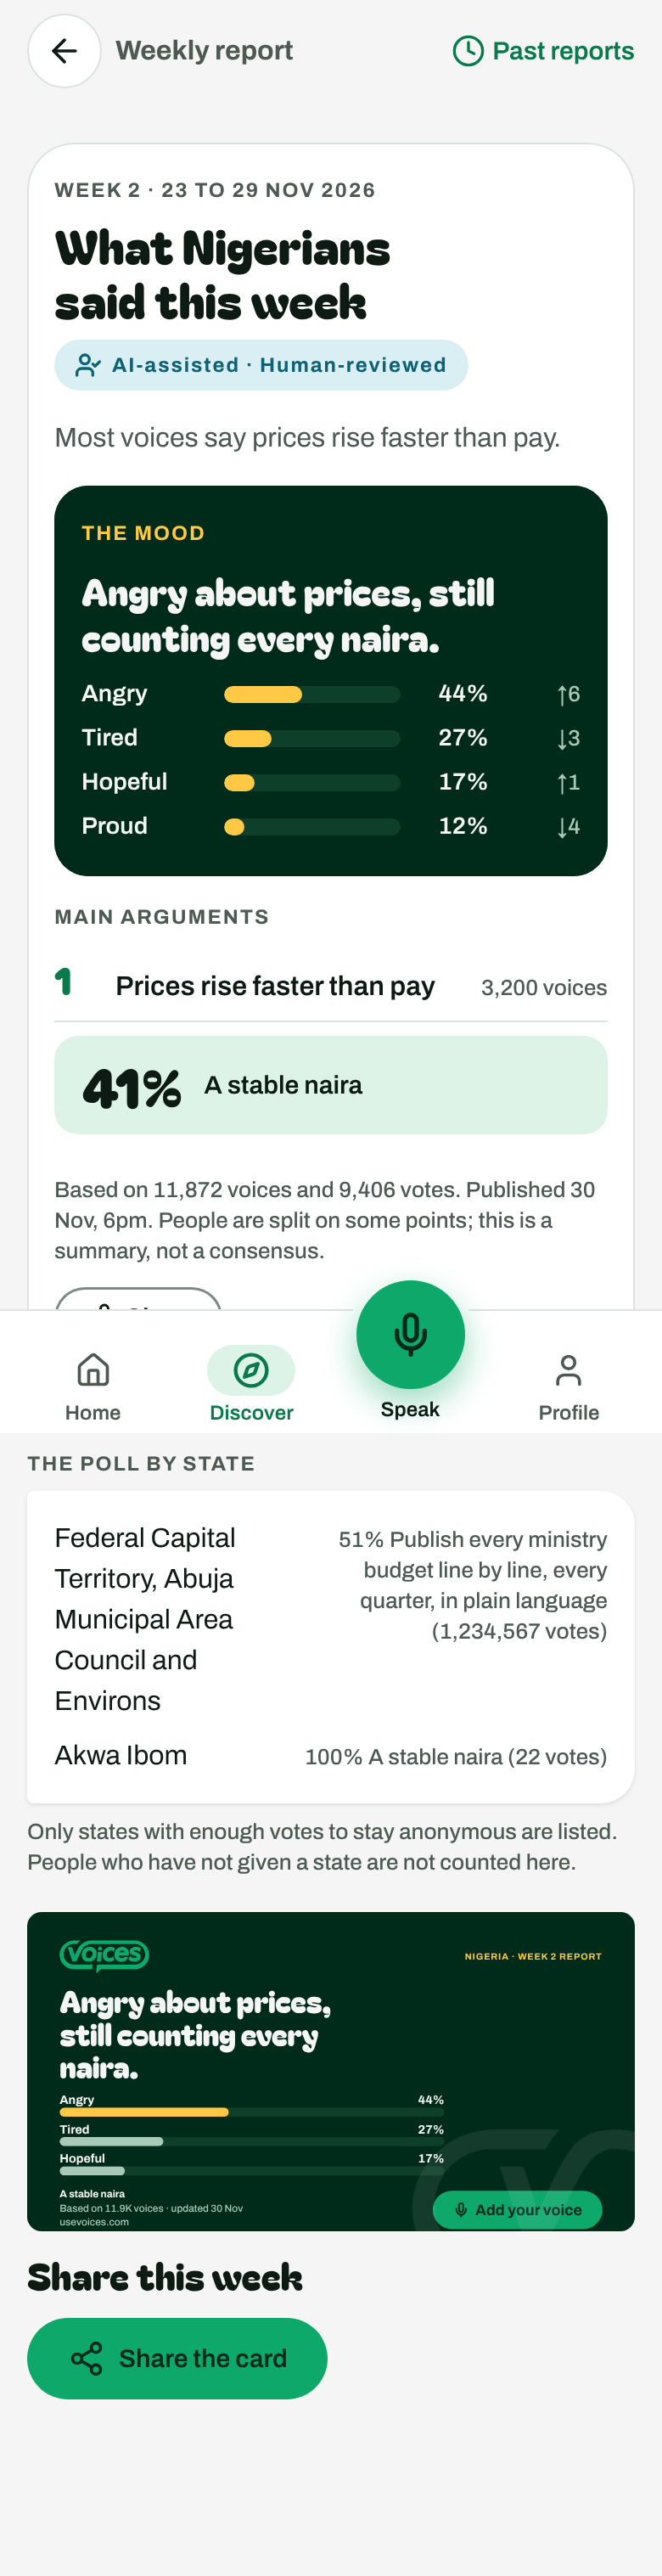 Weekly report
Past reports
WEEK 2 · 23 TO 29 NOV 2026
What Nigerians
said this week
AI-assisted · Human-reviewed
Most voices say prices rise faster than pay.
THE MOOD
Angry about prices, still
counting every naira.
Angry 44% ↑6
Tired 27% ↓3
Hopeful 17% ↑1
Proud 12% ↓4
MAIN ARGUMENTS
1 Prices rise faster than pay 3,200 voices
41% A stable naira
Based on 11,872 voices and 9,406 votes. Published 30
Nov, 6pm. People are split on some points; this is a
summary, not a consensus.
Home
Discover
Speak
Profile
THE POLL BY STATE
Federal Capital
Territory, Abuja
Municipal Area
Council and
Environs
51% Publish every ministry
budget line by line, every
quarter, in plain language
(1,234,567 votes)
Akwa Ibom 100% A stable naira (22 votes)
Only states with enough votes to stay anonymous are listed.
People who have not given a state are not counted here.
voices
NIGERIA · WEEK 2 REPORT
Angry about prices,
still counting every
naira.
Angry 44%
Tired 27%
Hopeful 17%
A stable naira
Based on 11.9K voices · updated 30 Nov
usevoices.com
Add your voice
Share this week
Share the card